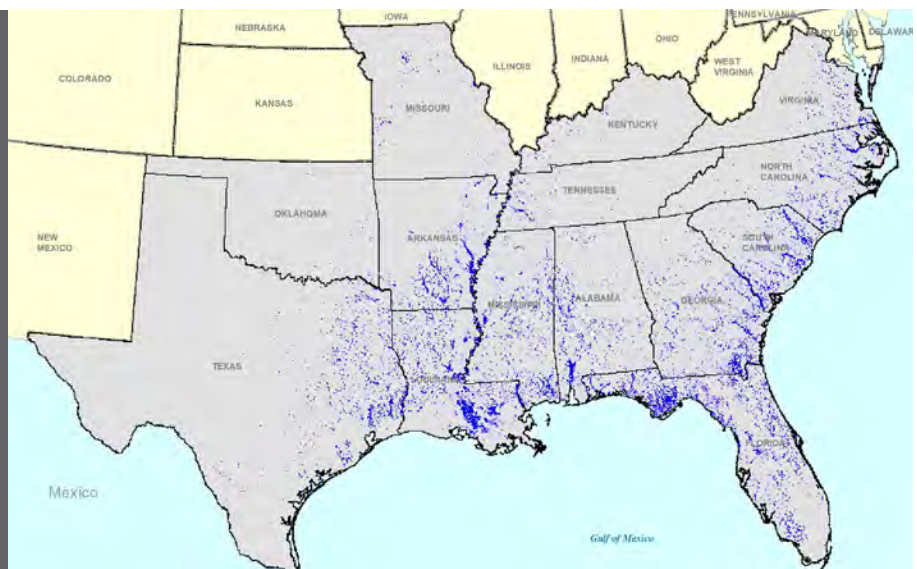 IOWA
PENNSYLVANIA
NEBRASKA
OHIO
MARYLAND
DELAWARE
ILLINOIS
INDIANA
WEST
VIRGINIA
COLORADO
KANSAS
MISSOURI
VIRGINIA
KENTUCKY
NORTH
CAROLINA
TENNESSEE
OKLAHOMA
ARKANSAS
NEW
MEXICO
SOUTH
CAROLINA
MISSISSIPPI
ALABAMA
GEORGIA
TEXAS
LOUISIANA
FLORIDA
Mexico
Gulf of Mexico